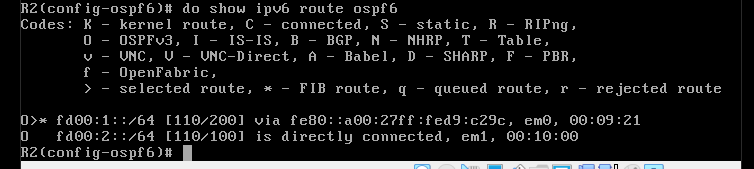 R2(config-ospf6)# do show ipv6 route ospf6
Codes: K - kernel route, C - connected, S - static, R - RIPng,
       O - OSPFv3, I - IS-IS, B - BGP, N - NHRP, T - Table,
       v - VNC, V - VNC-Direct, A - Babel, D - SHARP, F - PBR,
       f - OpenFabric,
       > - selected route, * - FIB route, q - queued route, r - rejected route
O>* fd00:1::/64 [110/200] via fe80::a00:27ff:fed9:c29c, em0, 00:09:21
O   fd00:2::/64 [110/100] is directly connected, em1, 00:10:00
R2(config-ospf6)#